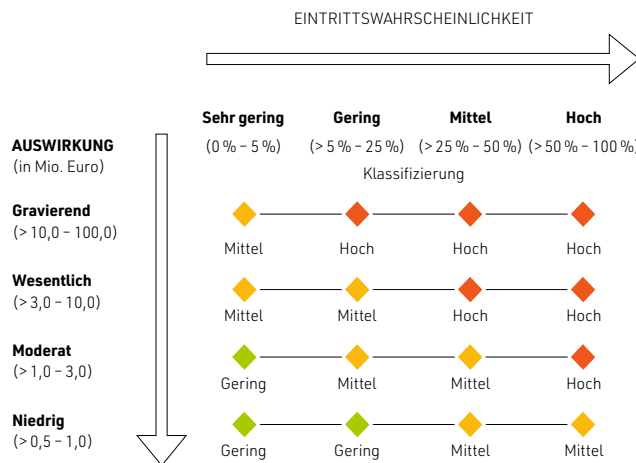 EINTRITTSWAHRSCHEINLICHKEIT
Sehr gering Gering Mittel Hoch
AUSWIRKUNG (0 % – 5 %) (> 5 % – 25 %) (> 25 % – 50 %) (> 50 % – 100 %)
(in Mio. Euro) Klassifizierung
Gravierend
(> 10,0 – 100,0)
Mittel Hoch Hoch Hoch
Wesentlich
(> 3,0 – 10,0)
Mittel Mittel Hoch Hoch
Moderat
(> 1,0 – 3,0)
Gering Mittel Mittel Hoch
Niedrig
(> 0,5 – 1,0)
Gering Gering Mittel Mittel